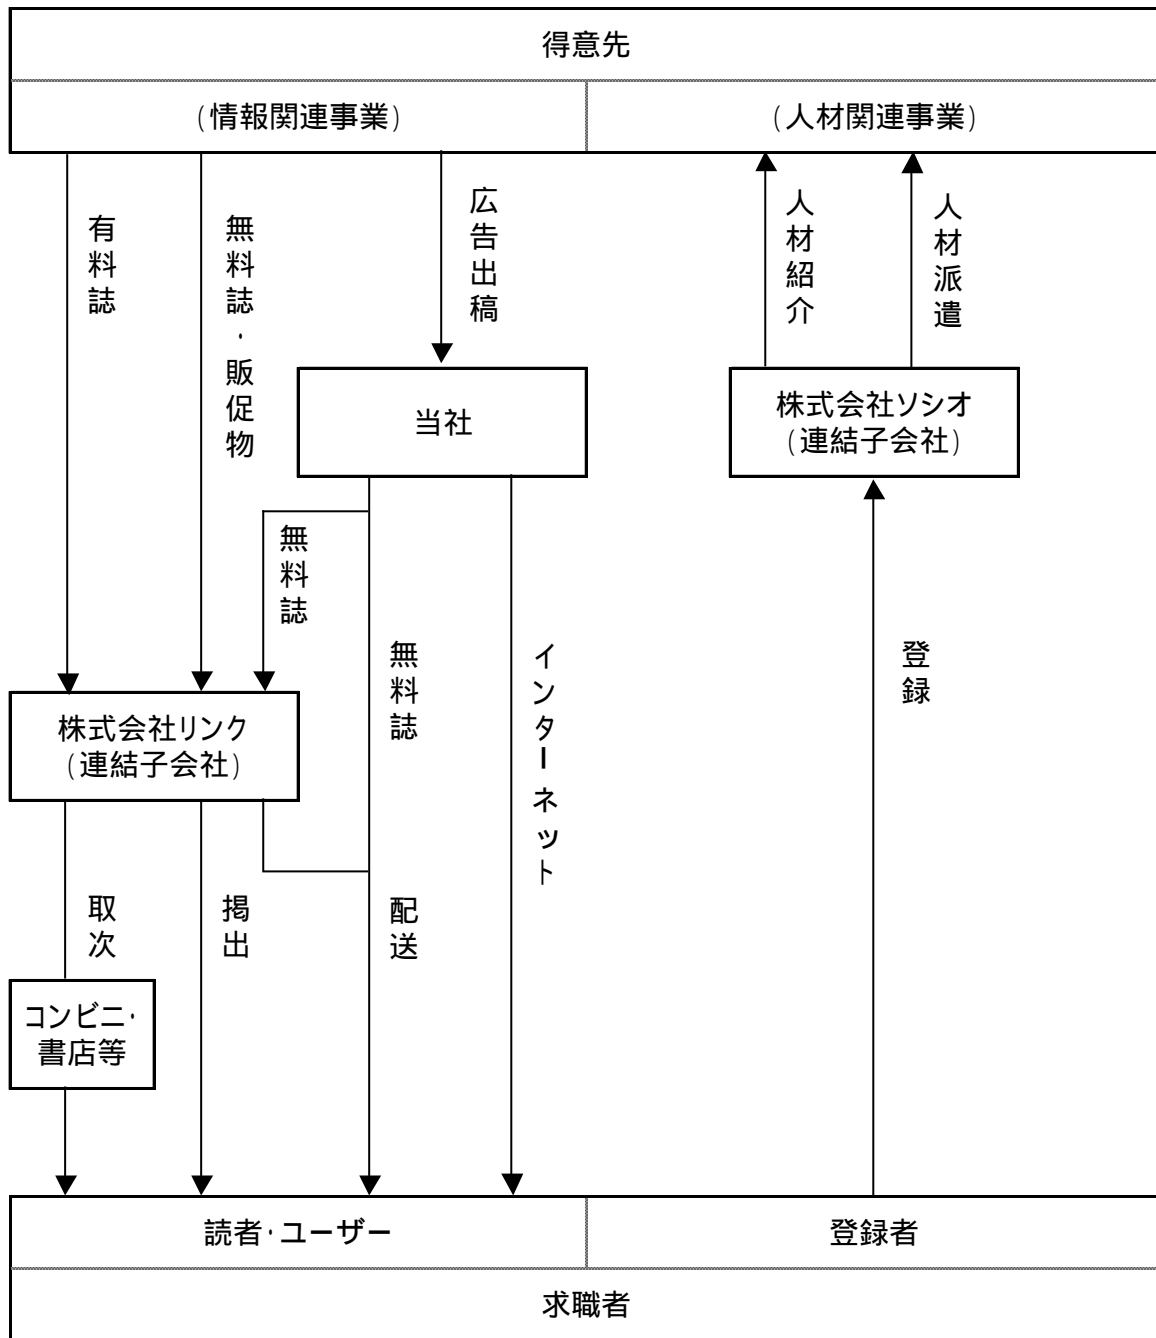 得意先
(情報関連事業)
(人材関連事業)
有料誌
無料誌・販促物
広告出稿
人材紹介
人材派遣
当社
株式会社ソシオ
(連結子会社)
無料誌
無料誌
インターネット
登録
株式会社リンク
(連結子会社)
取次
掲出
配送
コンビニ・
書店等
読者・ユーザー
登録者
求職者